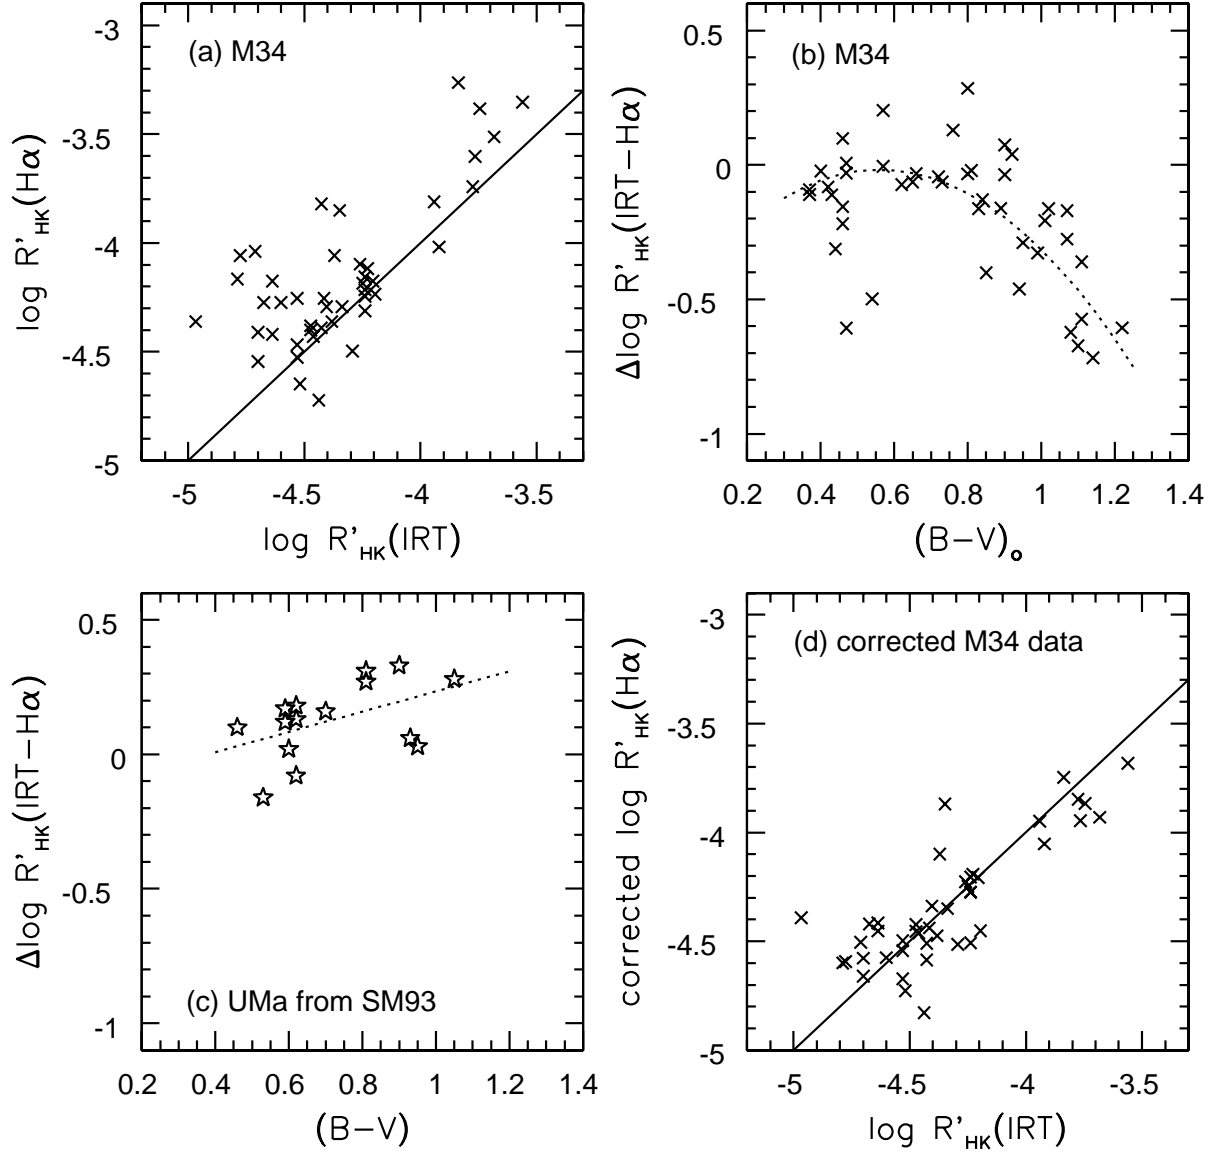 (a) M34
-3
-3.5
-4
-4.5
-5
log R'HK(Hα)
-5 -4.5 -4 -3.5
log R'HK(IRT)
(b) M34
0.5
0
-0.5
-1
Δlog R'HK(IRT−Hα)
0.2 0.4 0.6 0.8 1 1.2 1.4
(B−V)o
(c) UMa from SM93
0.5
0
-0.5
-1
Δlog R'HK(IRT−Hα)
0.2 0.4 0.6 0.8 1 1.2 1.4
(B−V)
(d) corrected M34 data
-3
-3.5
-4
-4.5
-5
corrected log R'HK(Hα)
-5 -4.5 -4 -3.5
log R'HK(IRT)